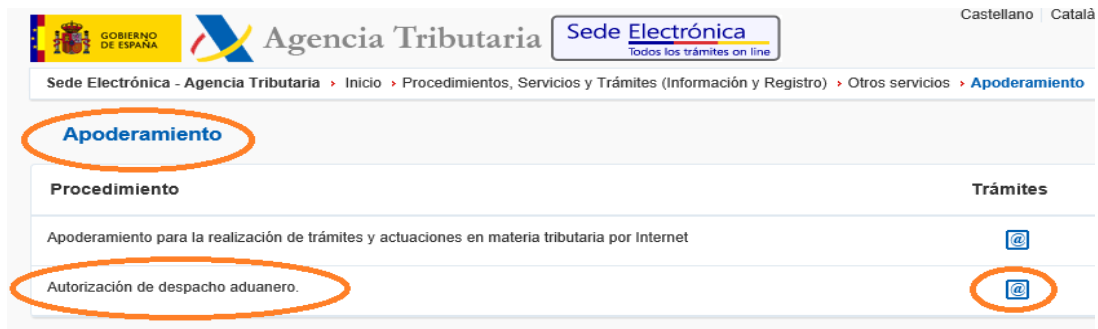 Castellano Català
GOBIERNO
DE ESPAÑA
Agencia Tributaria
Sede Electrónica
Todos los trámites on line
Sede Electrónica - Agencia Tributaria › Inicio › Procedimientos, Servicios y Trámites (Información y Registro) › Otros servicios › Apoderamiento
Apoderamiento
Procedimiento Trámites
Apoderamiento para la realización de trámites y actuaciones en materia tributaria por Internet @
Autorización de despacho aduanero. @